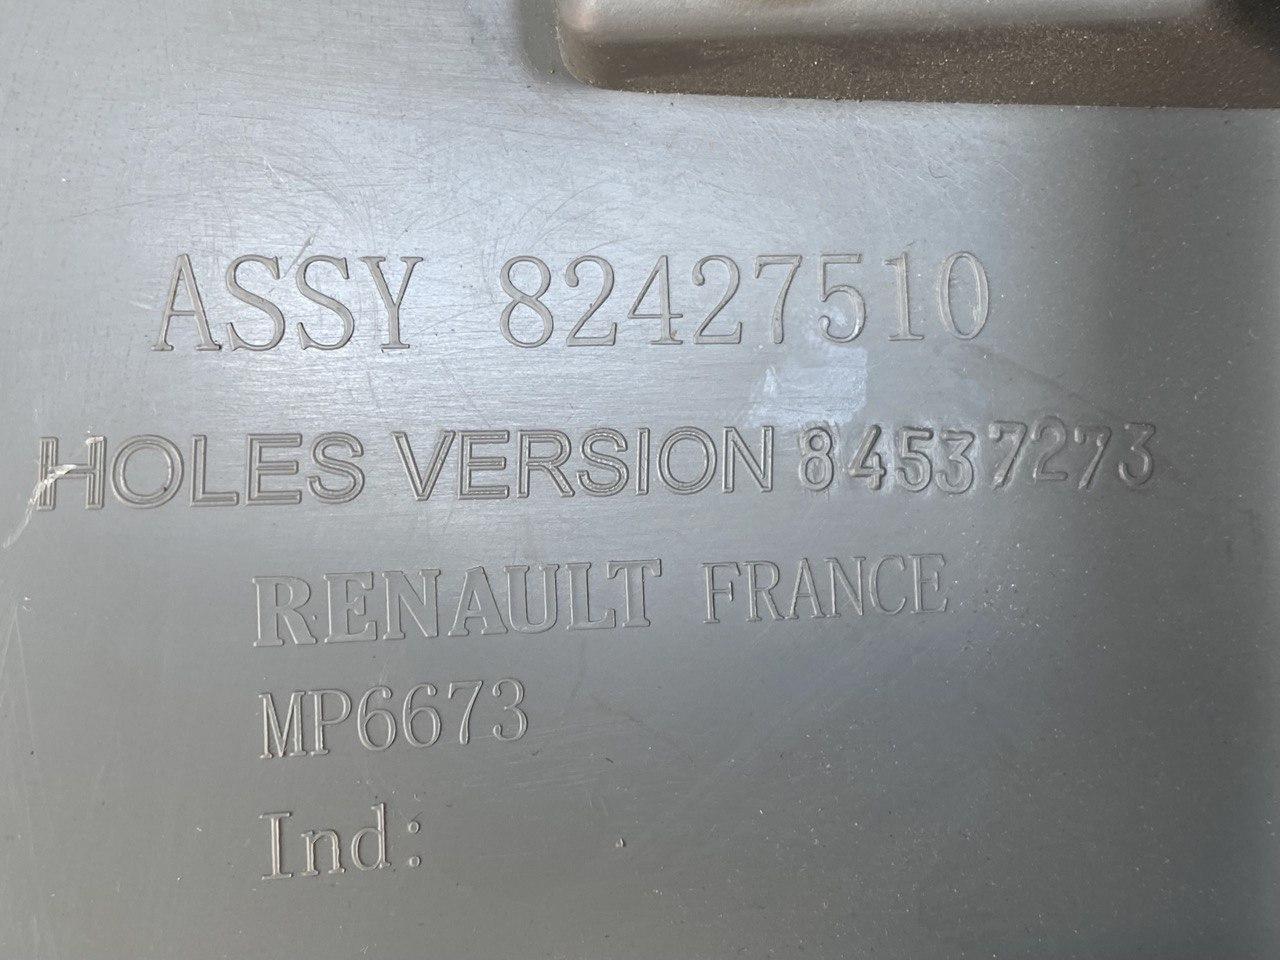 ASSY 82427510
HOLES VERSION 84537273
RENAULT FRANCE
MP6673
Ind: